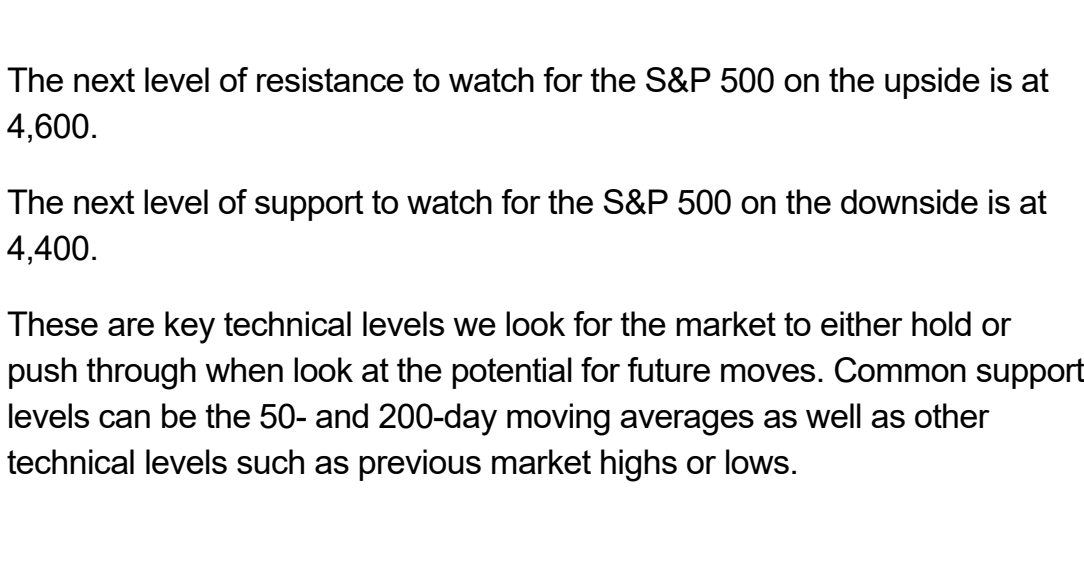 The next level of resistance to watch for the S&P 500 on the upside is at
4,600.
The next level of support to watch for the S&P 500 on the downside is at
4,400.
These are key technical levels we look for the market to either hold or
push through when look at the potential for future moves. Common support
levels can be the 50- and 200-day moving averages as well as other
technical levels such as previous market highs or lows.